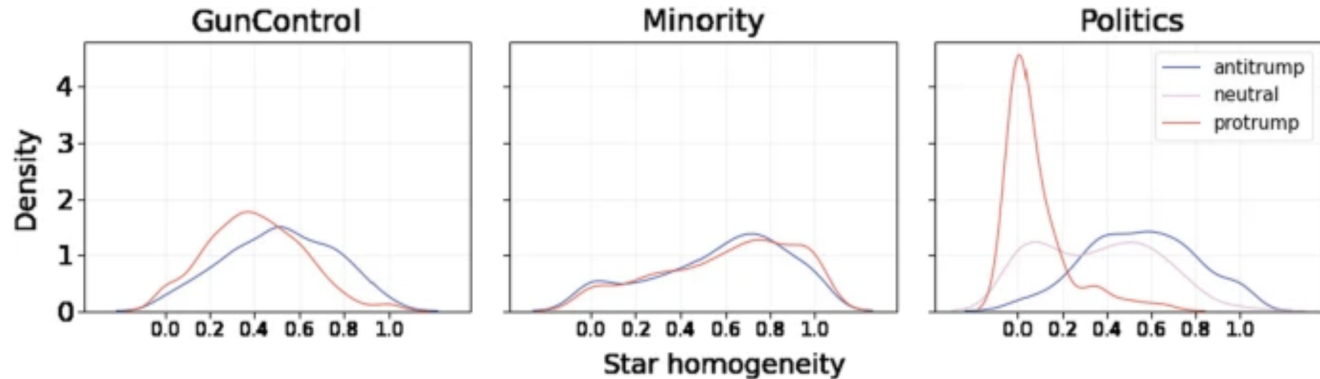 GunControl
Minority
Politics
antitrump
neutral
protrump
4
3
2
1
0
Density
0.0 0.2 0.4 0.6 0.8 1.0
0.0 0.2 0.4 0.6 0.8 1.0
0.0 0.2 0.4 0.6 0.8 1.0
Star homogeneity